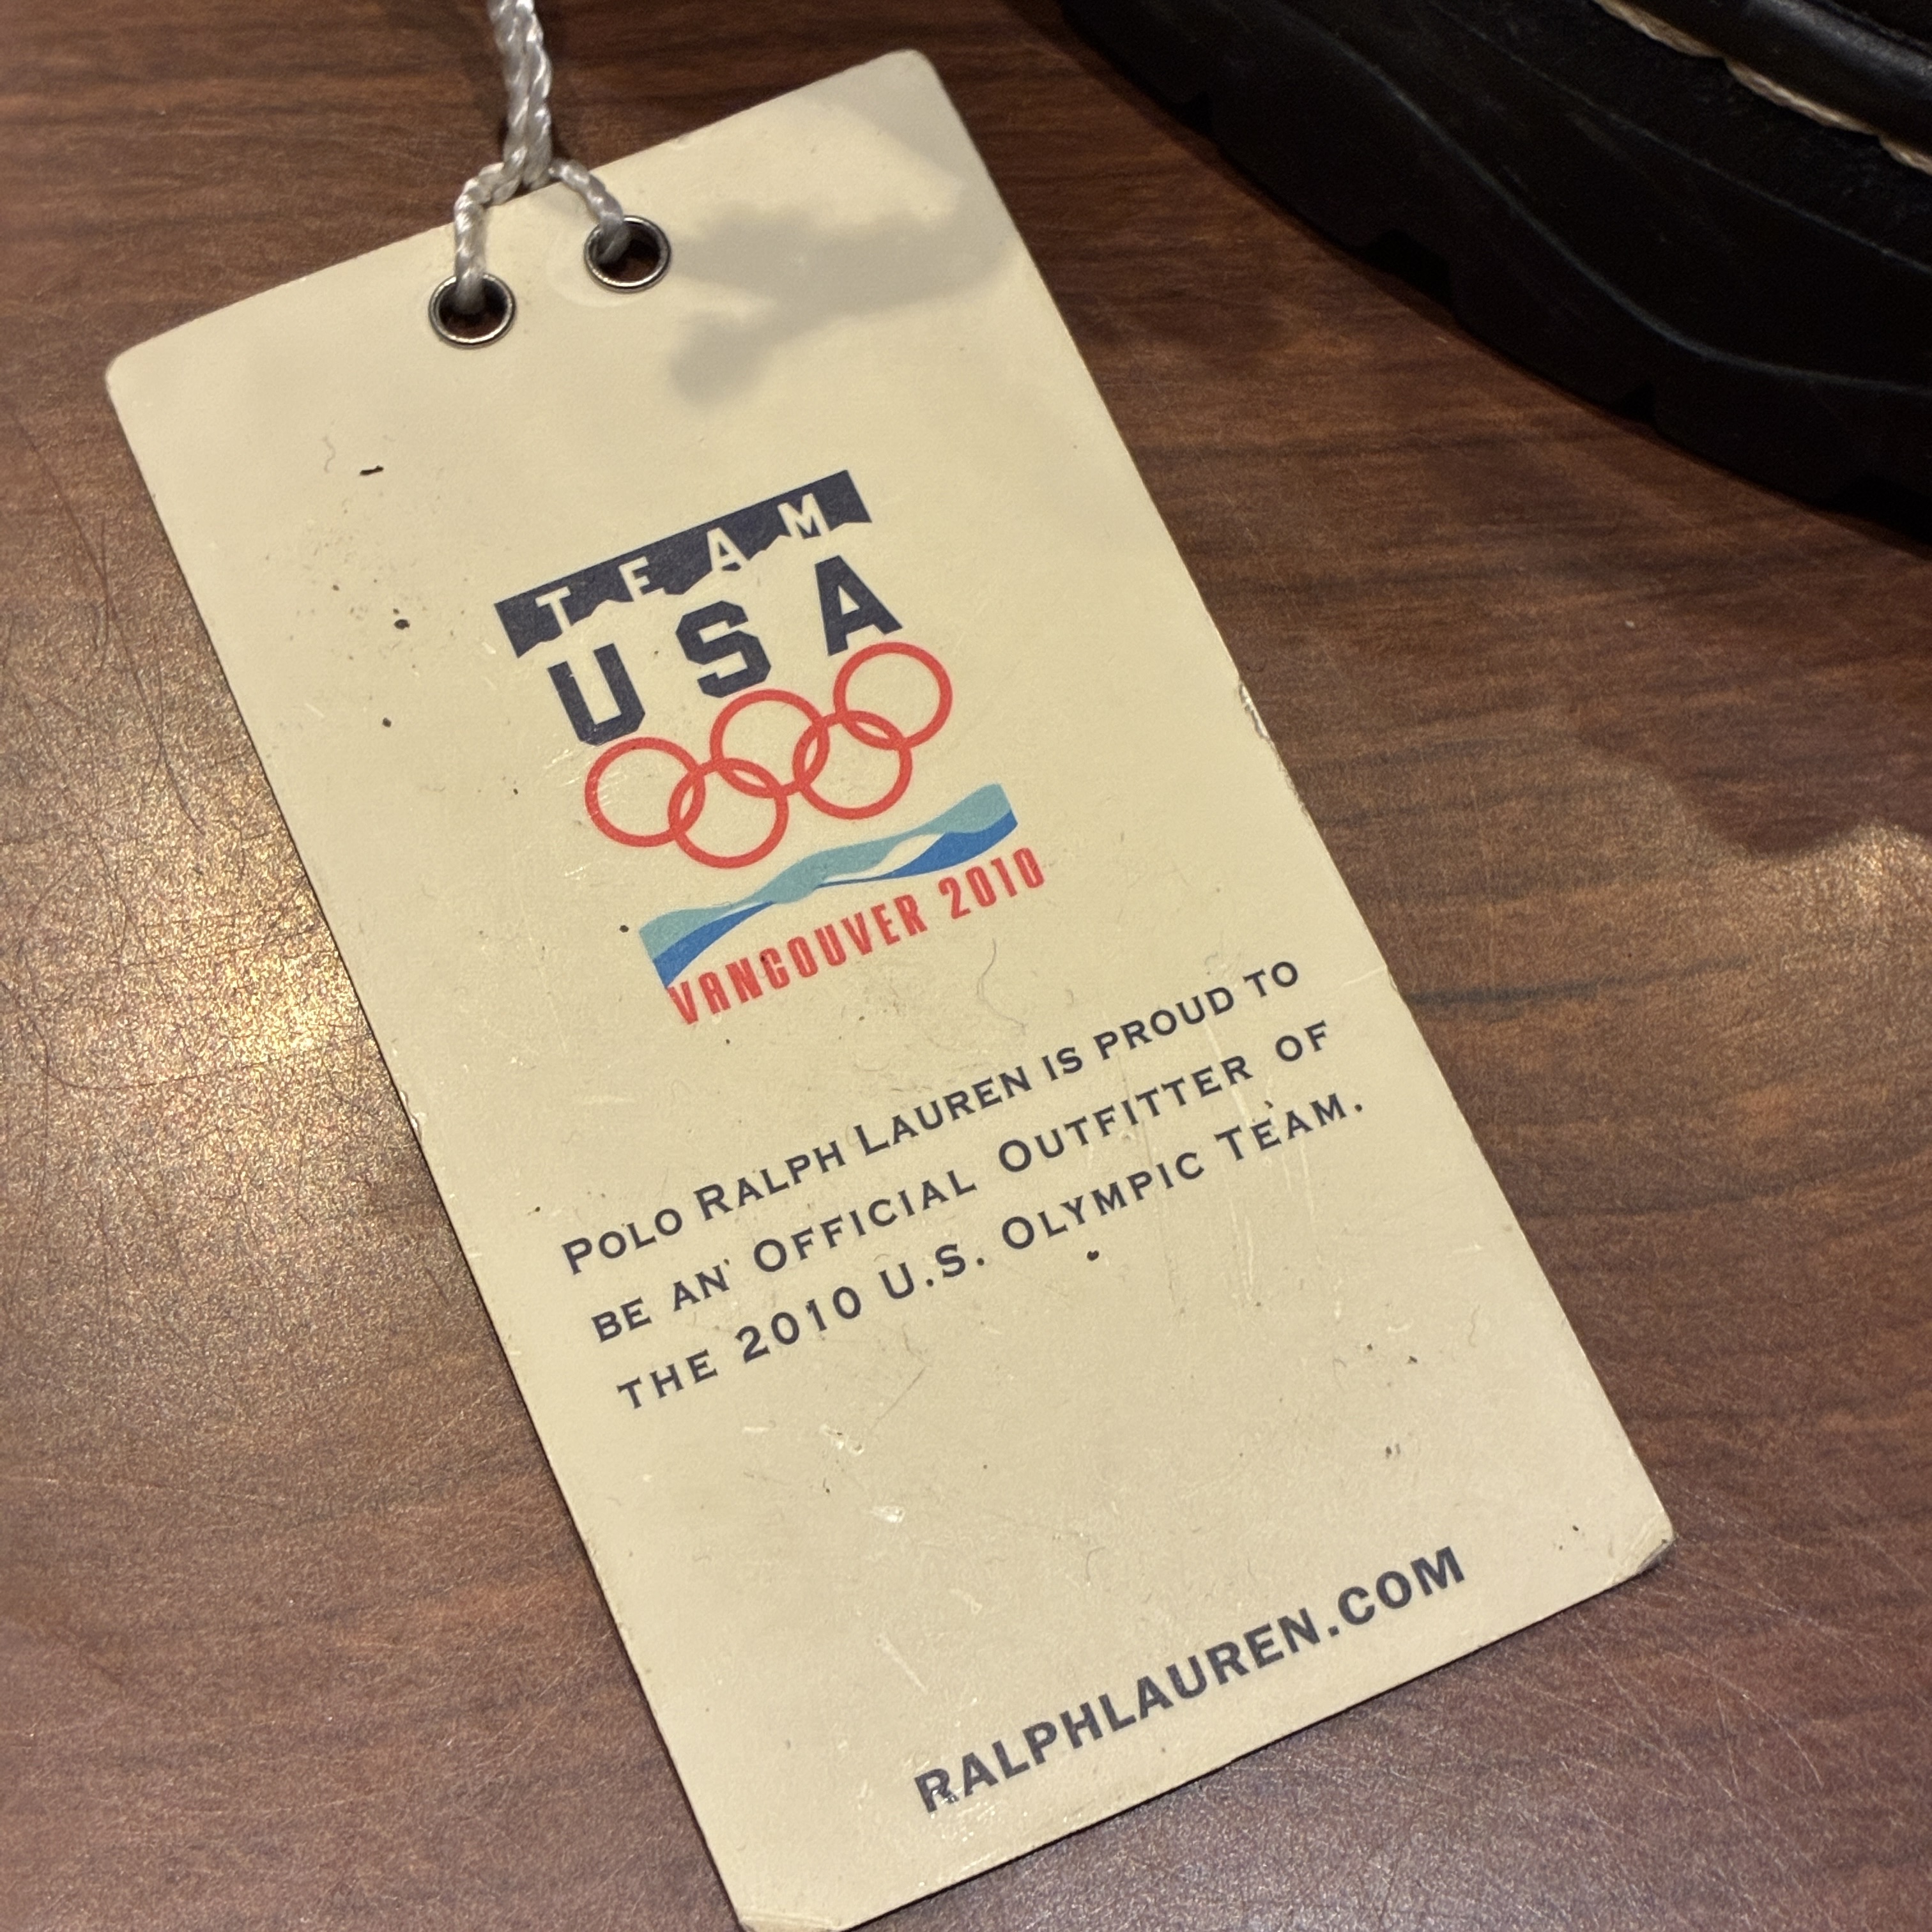 TEAM
USA
VANCOUVER 2010
POLO RALPH LAUREN IS PROUD TO
BE AN OFFICIAL OUTFITTER OF
THE 2010 U.S. OLYMPIC TEAM.
RALPHLAUREN.COM